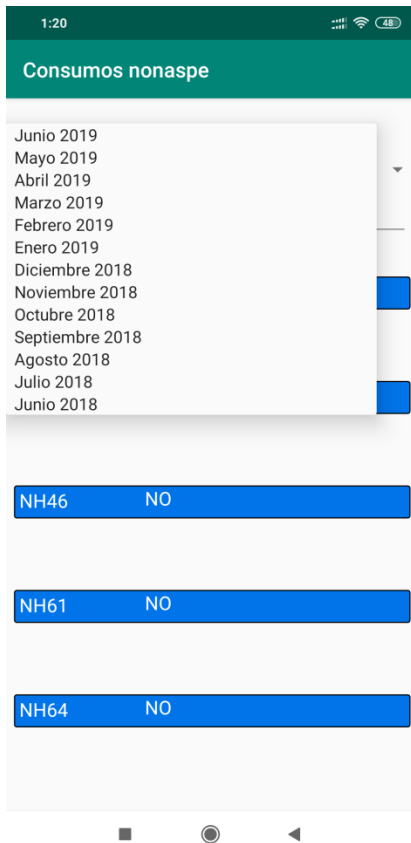 1:20
48
Consumos nonaspe
Junio 2019
Mayo 2019
Abril 2019
Marzo 2019
Febrero 2019
Enero 2019
Diciembre 2018
Noviembre 2018
Octubre 2018
Septiembre 2018
Agosto 2018
Julio 2018
Junio 2018
NH46 NO
NH61 NO
NH64 NO